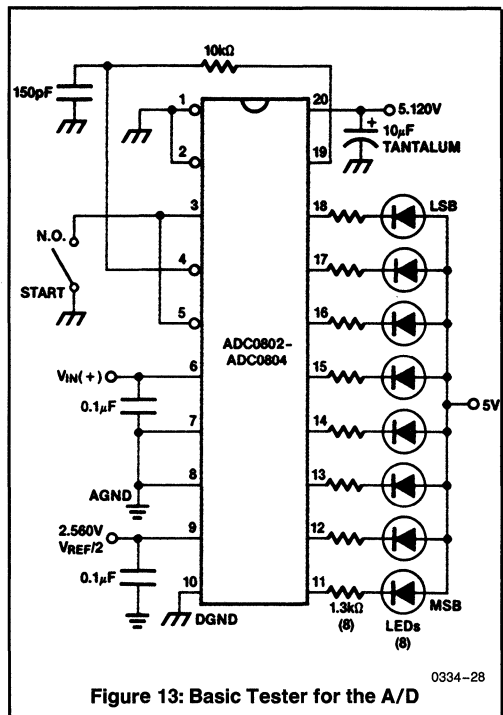 10kΩ
150pF
1
20
5.120V
+
10μF
TANTALUM
2
19
3
18
LSB
N.O.
4
17
START
5
16
ADC0802-
ADC0804
VIN(+)
6
15
0.1μF
5V
7
14
8
13
AGND
2.560V
VREF/2
9
12
0.1μF
10
11
DGND
1.3kΩ
(8)
LEDs
(8)
MSB
0334-28
Figure 13: Basic Tester for the A/D